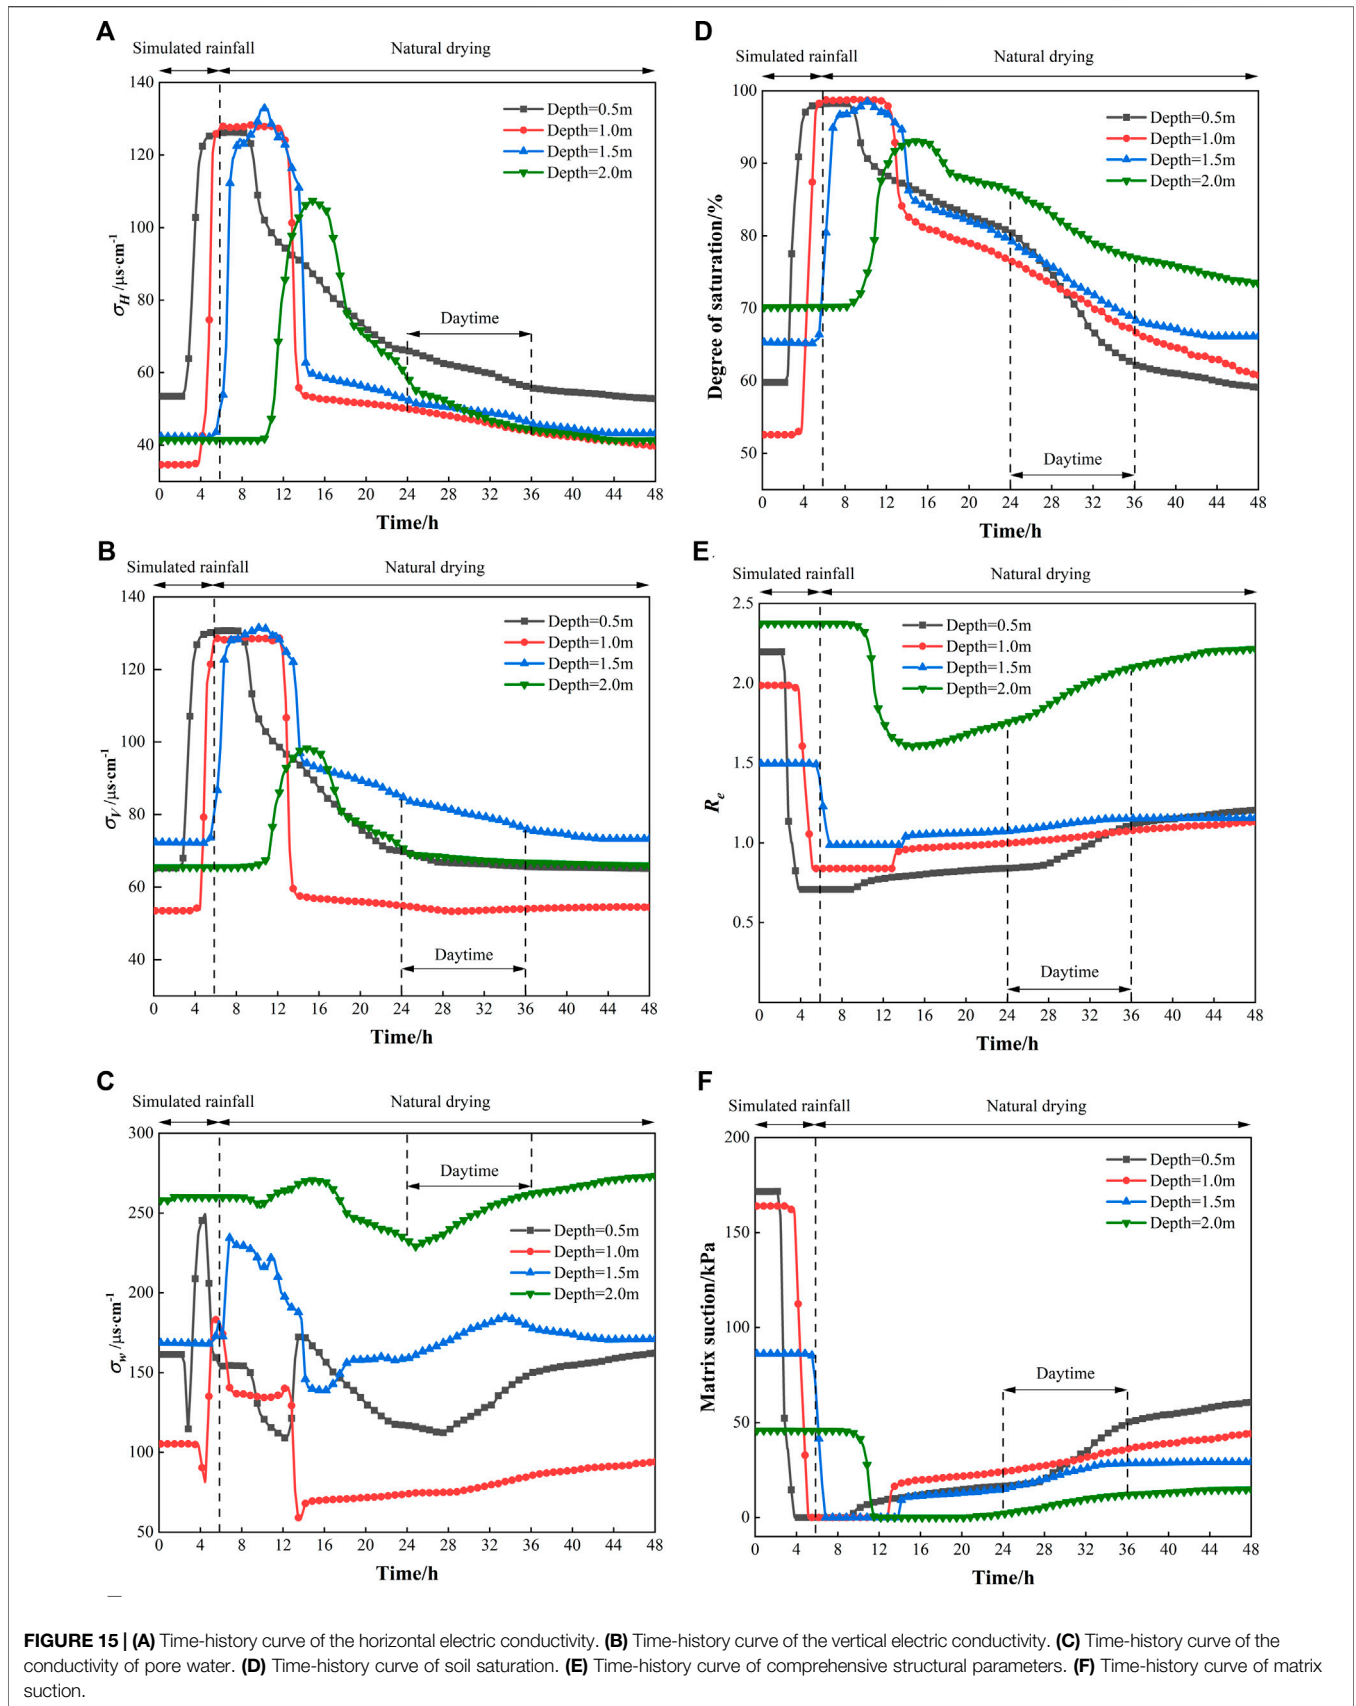 A
Simulated rainfall
Natural drying
140
120
100
80
60
40
σH /μs·cm-1
Depth=0.5m
Depth=1.0m
Depth=1.5m
Depth=2.0m
Daytime
0 4 8 12 16 20 24 28 32 36 40 44 48
Time/h
B
Simulated rainfall
Natural drying
140
120
100
80
60
40
σV /μs·cm-1
Depth=0.5m
Depth=1.0m
Depth=1.5m
Depth=2.0m
Daytime
0 4 8 12 16 20 24 28 32 36 40 44 48
Time/h
C
Simulated rainfall
Natural drying
300
250
200
150
100
50
σw /μs·cm-1
Daytime
Depth=0.5m
Depth=1.0m
Depth=1.5m
Depth=2.0m
0 4 8 12 16 20 24 28 32 36 40 44 48
Time/h
D
Simulated rainfall
Natural drying
100
90
80
70
60
50
Degree of saturation/%
Depth=0.5m
Depth=1.0m
Depth=1.5m
Depth=2.0m
Daytime
0 4 8 12 16 20 24 28 32 36 40 44 48
Time/h
E
Simulated rainfall
Natural drying
2.5
2.0
1.5
1.0
0.5
Re
Depth=0.5m
Depth=1.0m
Depth=1.5m
Depth=2.0m
Daytime
0 4 8 12 16 20 24 28 32 36 40 44 48
Time/h
F
Simulated rainfall
Natural drying
200
150
100
50
0
Matrix suction/kPa
Depth=0.5m
Depth=1.0m
Depth=1.5m
Depth=2.0m
Daytime
0 4 8 12 16 20 24 28 32 36 40 44 48
Time/h
FIGURE 15 | (A) Time-history curve of the horizontal electric conductivity. (B) Time-history curve of the vertical electric conductivity. (C) Time-history curve of the
conductivity of pore water. (D) Time-history curve of soil saturation. (E) Time-history curve of comprehensive structural parameters. (F) Time-history curve of matrix
suction.